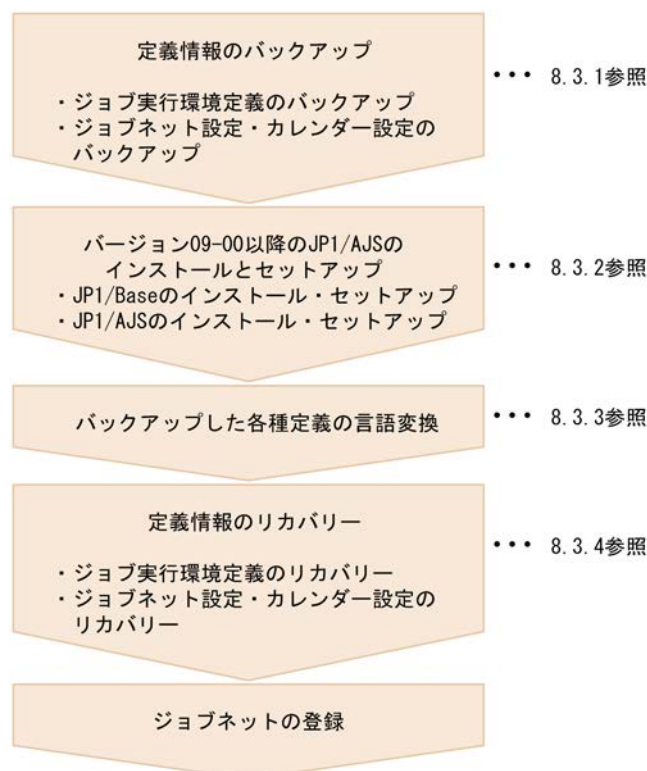 定義情報のバックアップ
・・・ 8.3.1参照
・ジョブ実行環境定義のバックアップ
・ジョブネット設定・カレンダー設定の
バックアップ
バージョン09-00以降のJP1/AJSの
インストールとセットアップ
・・・ 8.3.2参照
・JP1/Baseのインストール・セットアップ
・JP1/AJSのインストール・セットアップ
バックアップした各種定義の言語変換
・・・ 8.3.3参照
定義情報のリカバリー
・・・ 8.3.4参照
・ジョブ実行環境定義のリカバリー
・ジョブネット設定・カレンダー設定の
リカバリー
ジョブネットの登録